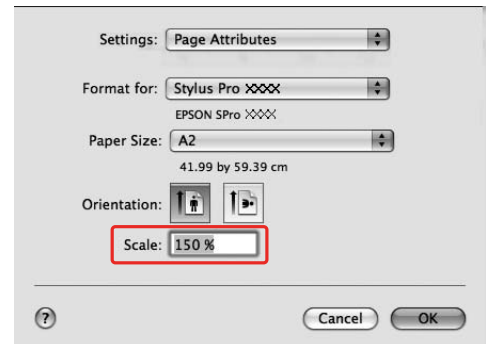 Settings: Page Attributes
Format for: Stylus Pro XXXX
EPSON SPro XXXX
Paper Size: A2
41.99 by 59.39 cm
Orientation:
Scale: 150 %
? Cancel OK